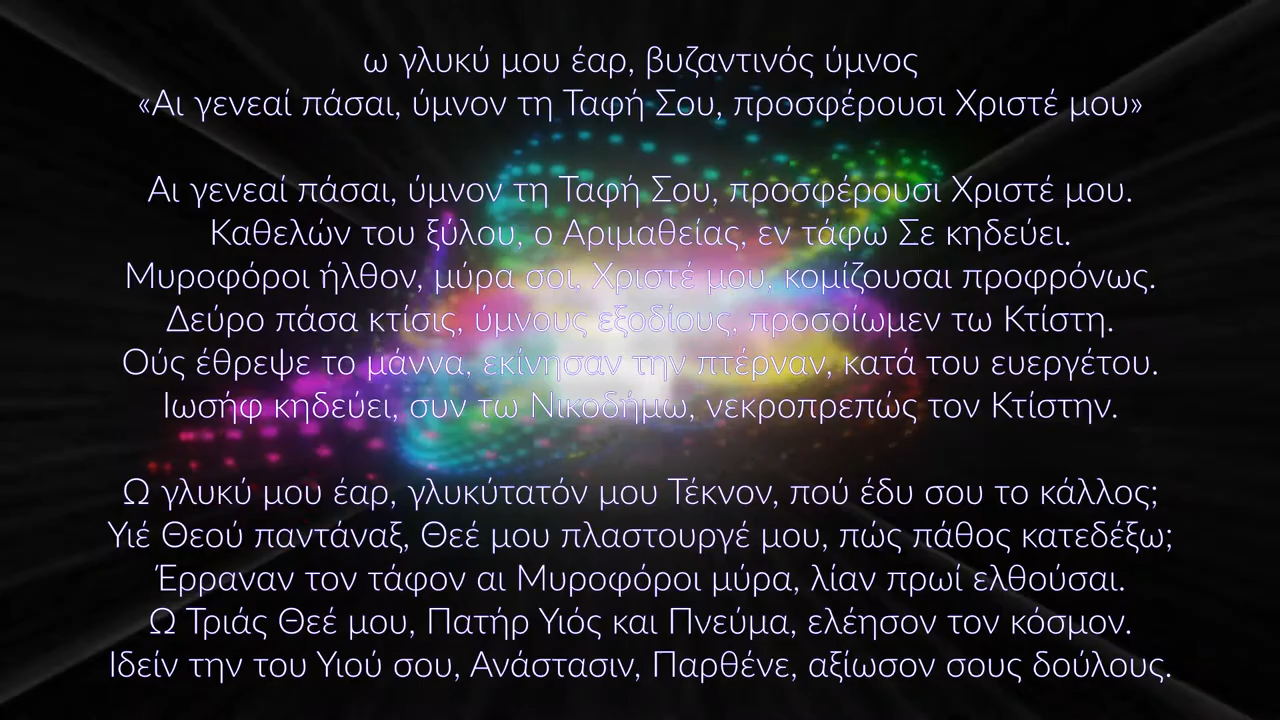 ω γλυκύ μου έαρ, βυζαντινός ύμνος
«Αι γενεαί πάσαι, ύμνον τη Ταφή Σου, προσφέρουσι Χριστέ μου»
Αι γενεαί πάσαι, ύμνον τη Ταφή Σου, προσφέρουσι Χριστέ μου.
Καθελών του ξύλου, ο Αριμαθείας, εν τάφω Σε κηδεύει.
Μυροφόροι ήλθον, μύρα σοι. Χριστέ μου, κομίζουσαι προφρόνως.
Δεύρο πάσα κτίσις, ύμνους εξοδίους, προσοίωμεν τω Κτίστη.
Ούς έθρεψε το μάννα, εκίνησαν την πτέρναν, κατά του ευεργέτου.
Ιωσήφ κηδεύει, συν τω Νικοδήμω, νεκροπρεπώς τον Κτίστην.
Ω γλυκύ μου έαρ, γλυκύτατόν μου Τέκνον, πού έδυ σου το κάλλος;
Υιέ Θεού παντάναξ, Θεέ μου πλαστουργέ μου, πώς πάθος κατεδέξω;
Έρραναν τον τάφον αι Μυροφόροι μύρα, λίαν πρωί ελθούσαι.
Ω Τριάς Θεέ μου, Πατήρ Υιός και Πνεύμα, ελέησον τον κόσμον.
Ιδείν την του Υιού σου, Ανάστασιν, Παρθένε, αξίωσον σους δούλους.